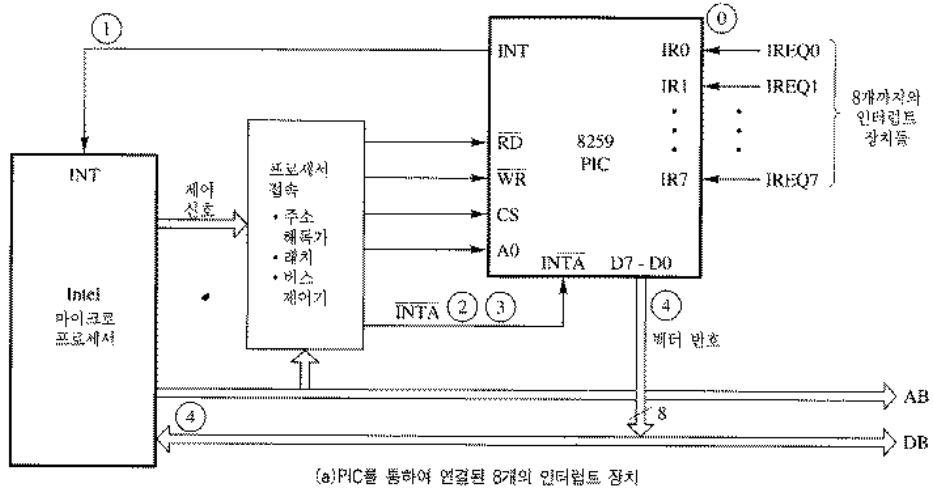 ①
⓪
INT
IR0
IREQ0
IR1
IREQ1
8개까지의
인터럽트
장치들
8259
PIC
RD
WR
CS
A0
IR7
IREQ7
INTA
D7 - D0
INT
제어
신호
프로세서
접속
• 주소
해독기
• 래치
• 버스
제어기
Intel
마이크로
프로세서
INTA ② ③
④
벡터 번호
8
AB
④
DB
(a)PIC를 통하여 연결된 8개의 인터럽트 장치